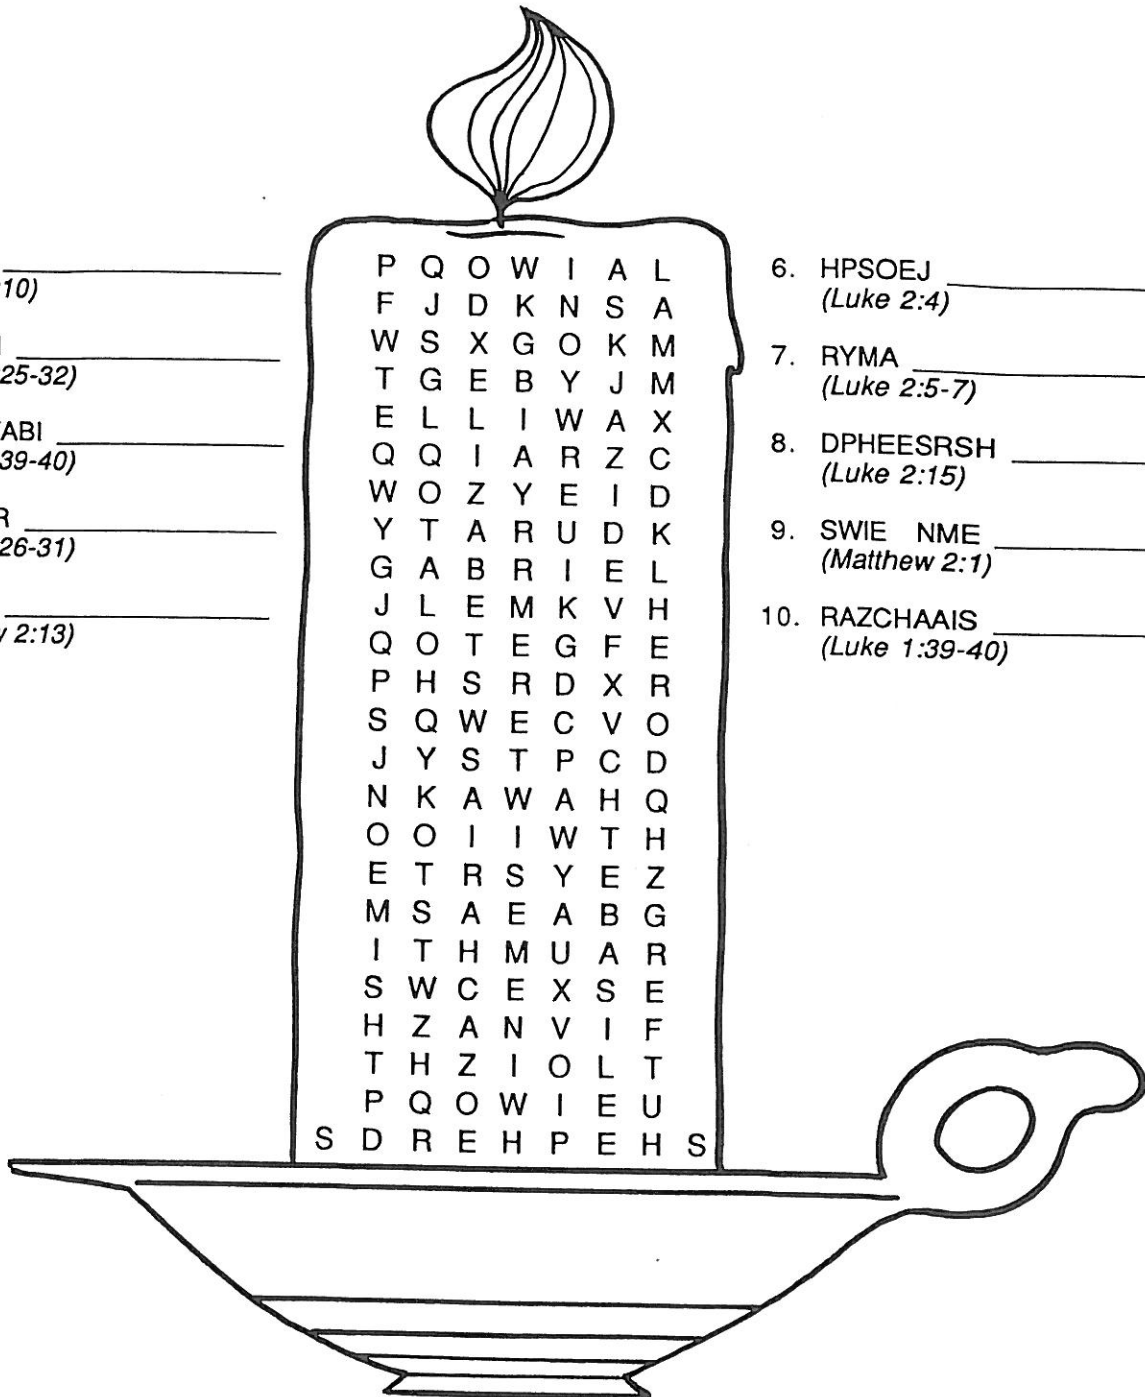 10)
25-32)
ABI
39-40)
R
26-31)
2:13)
P Q O W I A L
F J D K N S A
W S X G O K M
T G E B Y J M
E L L I W A X
Q Q I A R Z C
W O Z Y E I D
Y T A R U D K
G A B R I E L
J L E M K V H
Q O T E G F E
P H S R D X R
S Q W E C V O
J Y S T P C D
N K A W A H Q
O O I I W T H
E T R S Y E Z
M S A E A B G
I T H M U A R
S W C E X S E
H Z A N V I F
T H Z I O L T
P Q O W I E U
S D R E H P E H S
6. HPSOEJ
(Luke 2:4)
7. RYMA
(Luke 2:5-7)
8. DPHEESRSH
(Luke 2:15)
9. SWIE NME
(Matthew 2:1)
10. RAZCHAAIS
(Luke 1:39-40)